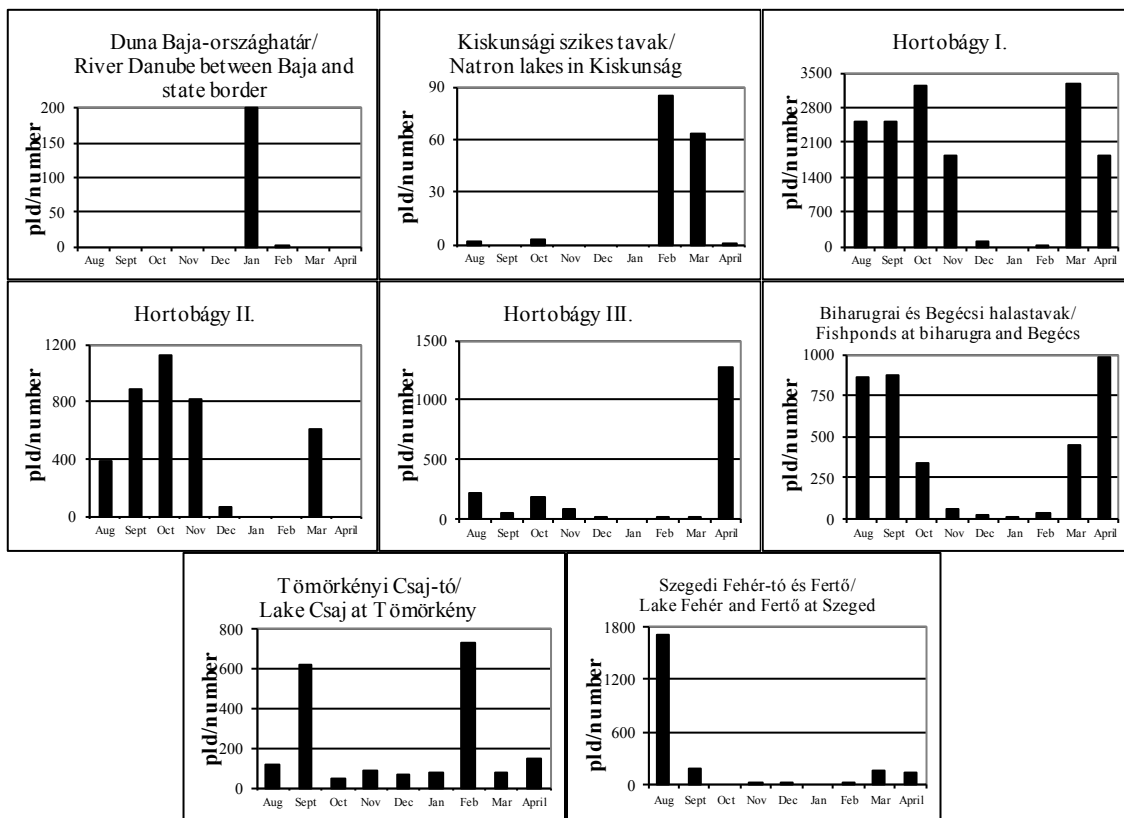 Duna Baja-országhatár/
River Danube between Baja and
state border
pld/number
200
150
100
50
0
Aug Sept Oct Nov Dec Jan Feb Mar April
Kiskunsági szikes tavak/
Natron lakes in Kiskunság
pld/number
90
60
30
0
Aug Sept Oct Nov Dec Jan Feb Mar April
Hortobágy I.
pld/number
3500
2800
2100
1400
700
0
Aug Sept Oct Nov Dec Jan Feb Mar April
Hortobágy II.
pld/number
1200
800
400
0
Aug Sept Oct Nov Dec Jan Feb Mar April
Hortobágy III.
pld/number
1500
1000
500
0
Aug Sept Oct Nov Dec Jan Feb Mar April
Biharugrai és Begécsi halastavak/
Fishponds at biharugra and Begécs
pld/number
1000
750
500
250
0
Aug Sept Oct Nov Dec Jan Feb Mar April
Tömörkényi Csaj-tó/
Lake Csaj at Tömörkény
pld/number
800
600
400
200
0
Aug Sept Oct Nov Dec Jan Feb Mar April
Szegedi Fehér-tó és Fertő/
Lake Fehér and Fertő at Szeged
pld/number
1800
1200
600
0
Aug Sept Oct Nov Dec Jan Feb Mar April